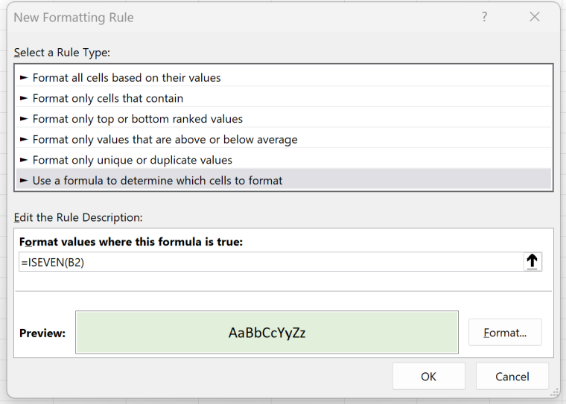 New Formatting Rule
?
Select a Rule Type:
► Format all cells based on their values
► Format only cells that contain
► Format only top or bottom ranked values
► Format only values that are above or below average
► Format only unique or duplicate values
► Use a formula to determine which cells to format
Edit the Rule Description:
Format values where this formula is true:
=ISEVEN(B2)
Preview: AaBbCcYyZz Format...
OK Cancel